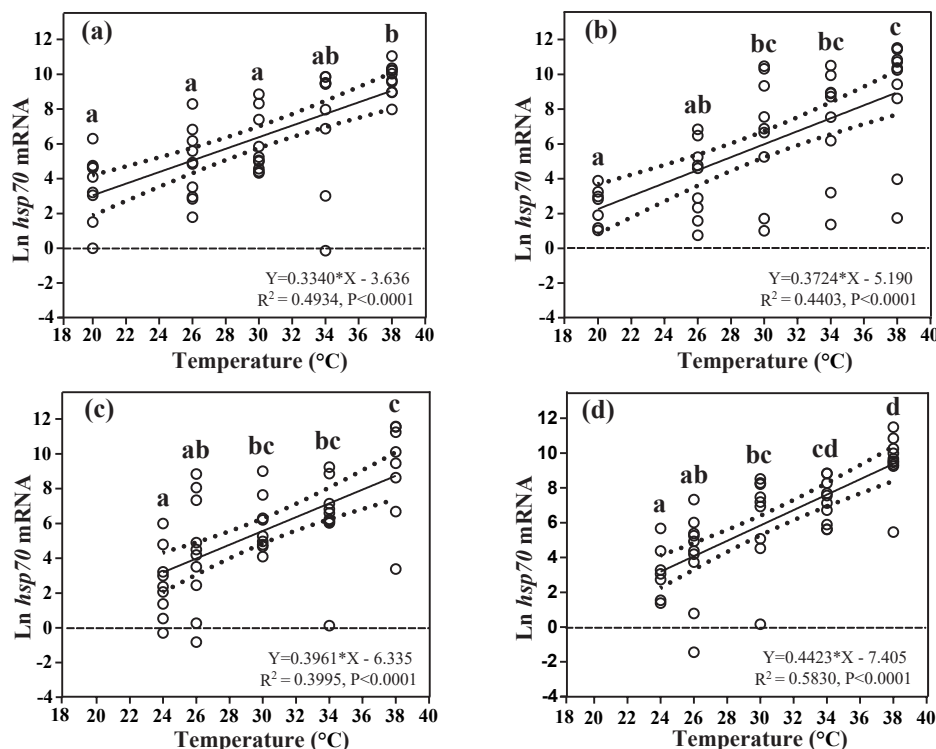 (a)
a
a
a
ab
b
12
10
8
6
4
2
0
-2
-4
Ln hsp70 mRNA
Y=0.3340*X - 3.636
R² = 0.4934, P<0.0001
18 20 22 24 26 28 30 32 34 36 38 40
Temperature (°C)
(b)
a
ab
bc
bc
c
12
10
8
6
4
2
0
-2
-4
Ln hsp70 mRNA
Y=0.3724*X - 5.190
R² = 0.4403, P<0.0001
18 20 22 24 26 28 30 32 34 36 38 40
Temperature (°C)
(c)
a
ab
bc
bc
c
12
10
8
6
4
2
0
-2
-4
Ln hsp70 mRNA
Y=0.3961*X - 6.335
R² = 0.3995, P<0.0001
18 20 22 24 26 28 30 32 34 36 38 40
Temperature (°C)
(d)
a
ab
bc
cd
d
12
10
8
6
4
2
0
-2
-4
Ln hsp70 mRNA
Y=0.4423*X - 7.405
R² = 0.5830, P<0.0001
18 20 22 24 26 28 30 32 34 36 38 40
Temperature (°C)